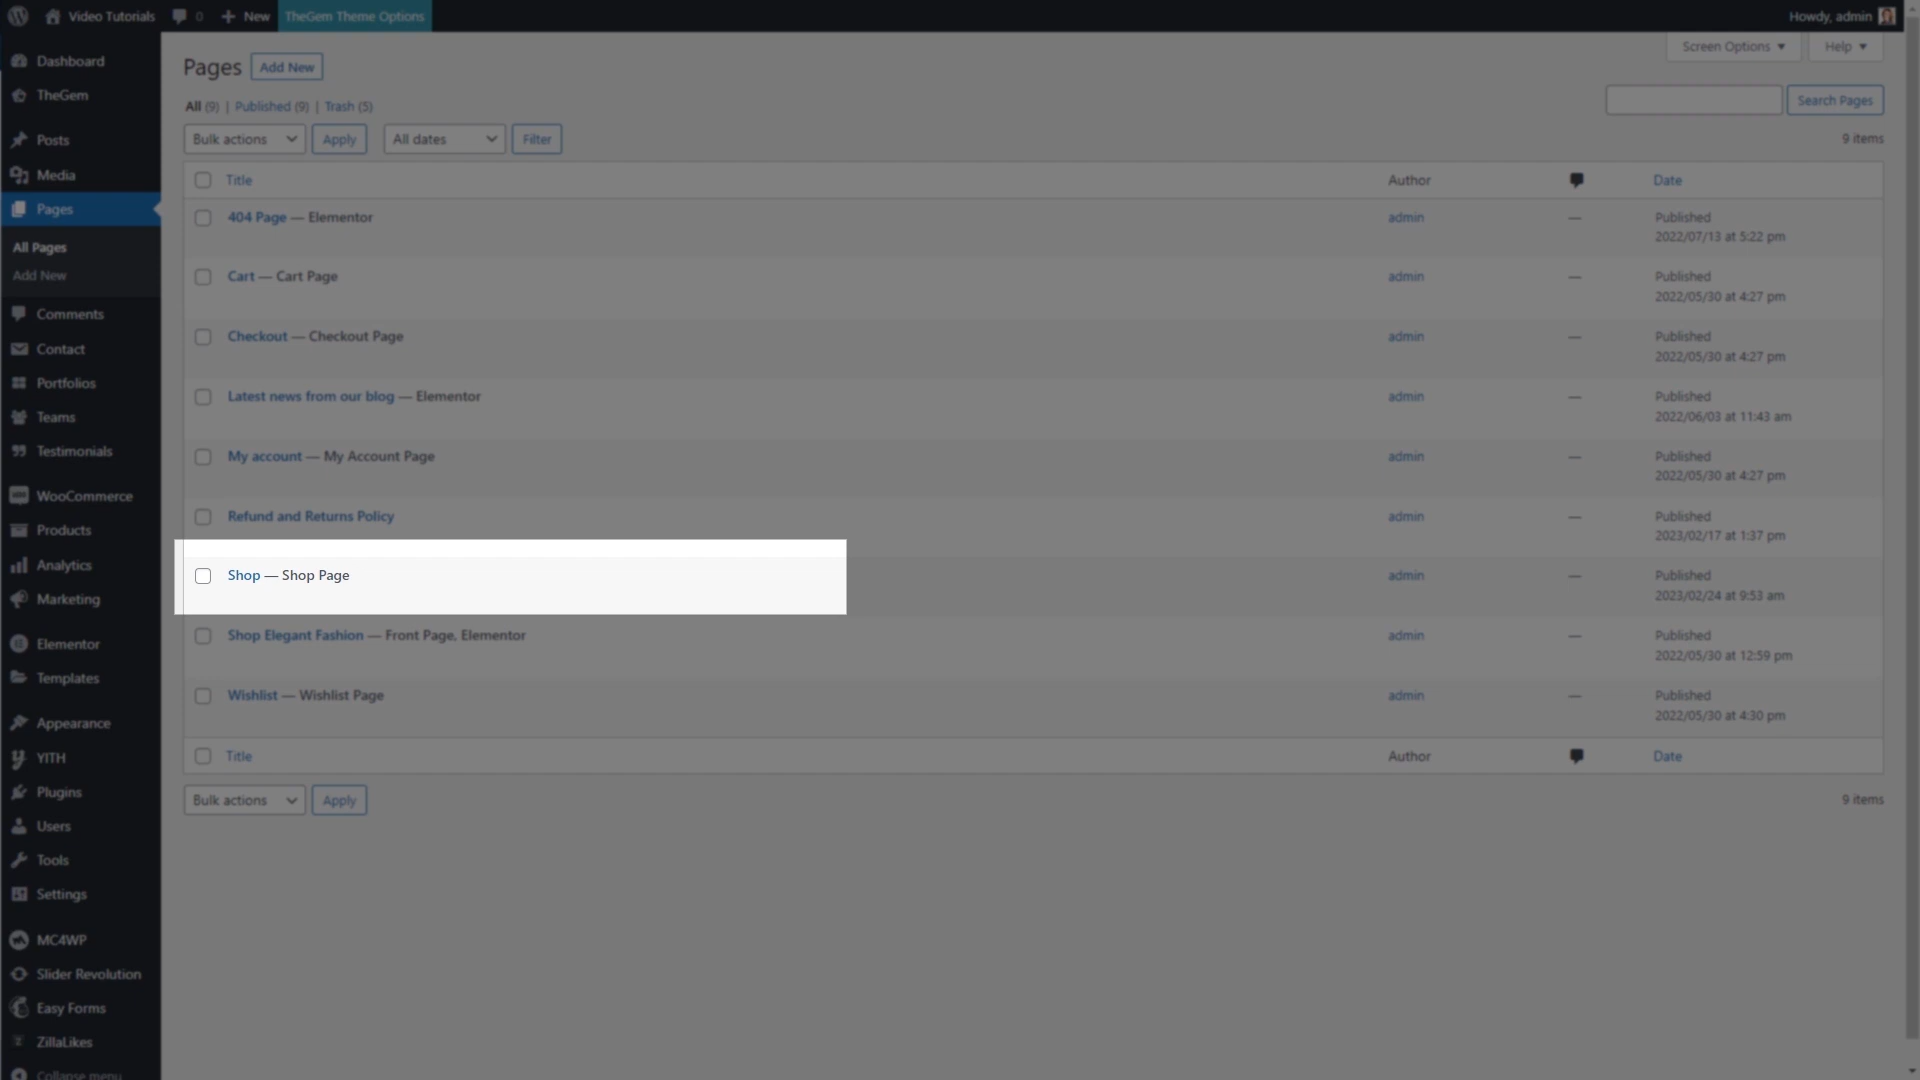 Video Tutorials 0 New TheGem Theme Options Howdy, admin
Screen Options Help
Dashboard
TheGem
Posts
Media
Pages
All Pages
Add New
Comments
Contact
Portfolios
Teams
Testimonials
WooCommerce
Products
Analytics
Marketing
Elementor
Templates
Appearance
YITH
Plugins
Users
Tools
Settings
MC4WP
Slider Revolution
Easy Forms
ZillaLikes
Collapse menu
Pages Add New
All (9) | Published (9) | Trash (5)
Search Pages
Bulk actions Apply All dates Filter 9 items
Title Author Date
404 Page — Elementor admin — Published
2022/07/13 at 5:22 pm
Cart — Cart Page admin — Published
2022/05/30 at 4:27 pm
Checkout — Checkout Page admin — Published
2022/05/30 at 4:27 pm
Latest news from our blog — Elementor admin — Published
2022/06/03 at 11:43 am
My account — My Account Page admin — Published
2022/05/30 at 4:27 pm
Refund and Returns Policy admin — Published
2023/02/17 at 1:37 pm
Shop — Shop Page admin — Published
2023/02/24 at 9:53 am
Shop Elegant Fashion — Front Page, Elementor admin — Published
2022/05/30 at 12:59 pm
Wishlist — Wishlist Page admin — Published
2022/05/30 at 4:30 pm
Title Author Date
Bulk actions Apply 9 items